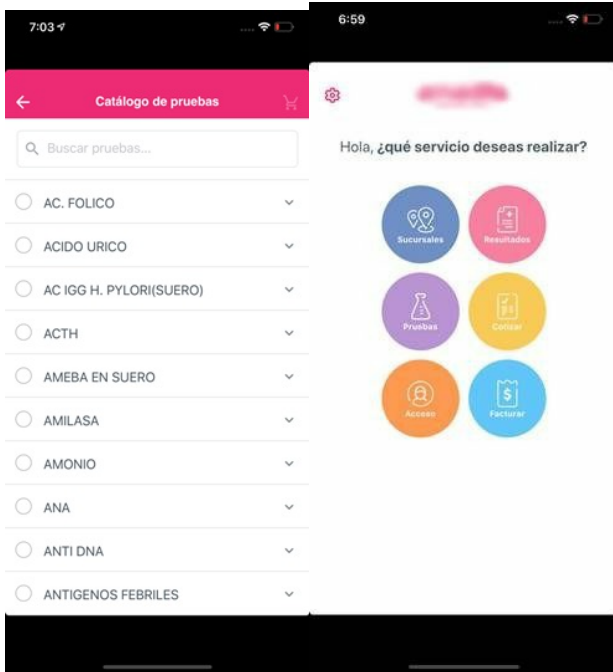 7:03
Catálogo de pruebas
Buscar pruebas...
AC. FOLICO
ACIDO URICO
AC IGG H. PYLORI(SUERO)
ACTH
AMEBA EN SUERO
AMILASA
AMONIO
ANA
ANTI DNA
ANTIGENOS FEBRILES
6:59
Hola, ¿qué servicio deseas realizar?
Sucursales
Resultados
Pruebas
Cotizar
Acceso
Facturar